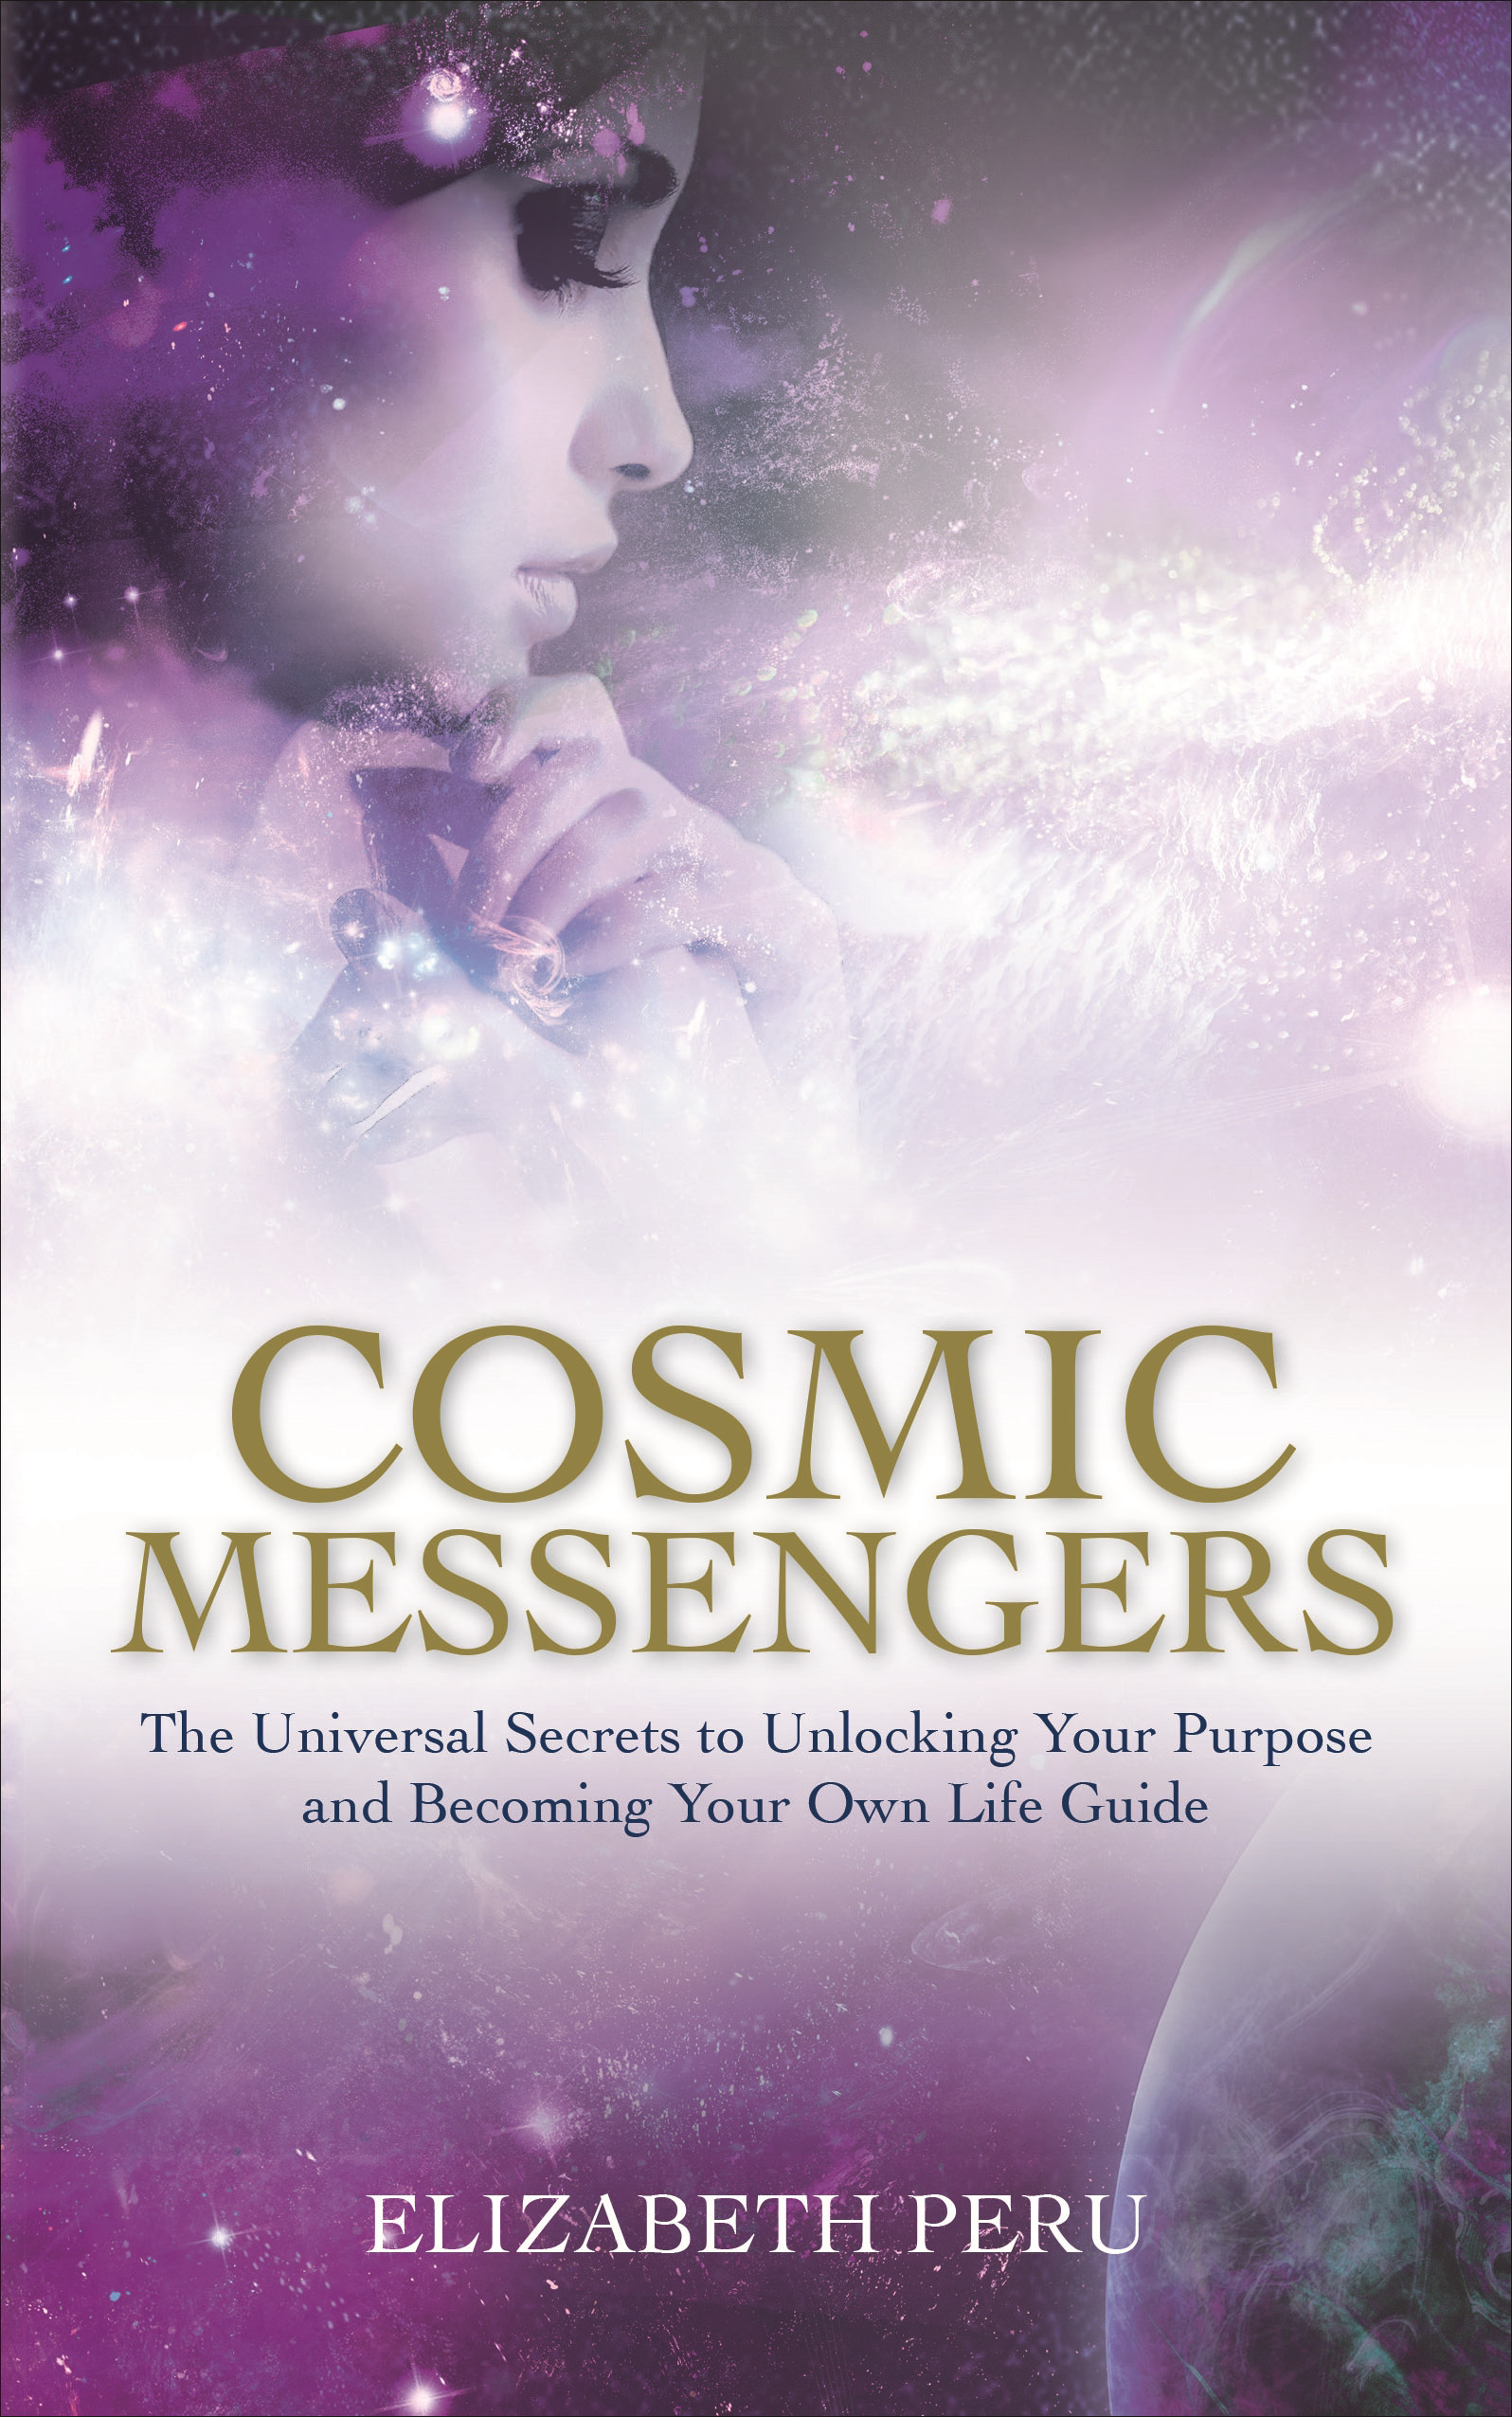 COSMIC
MESSENGERS
The Universal Secrets to Unlocking Your Purpose
and Becoming Your Own Life Guide
ELIZABETH PERU